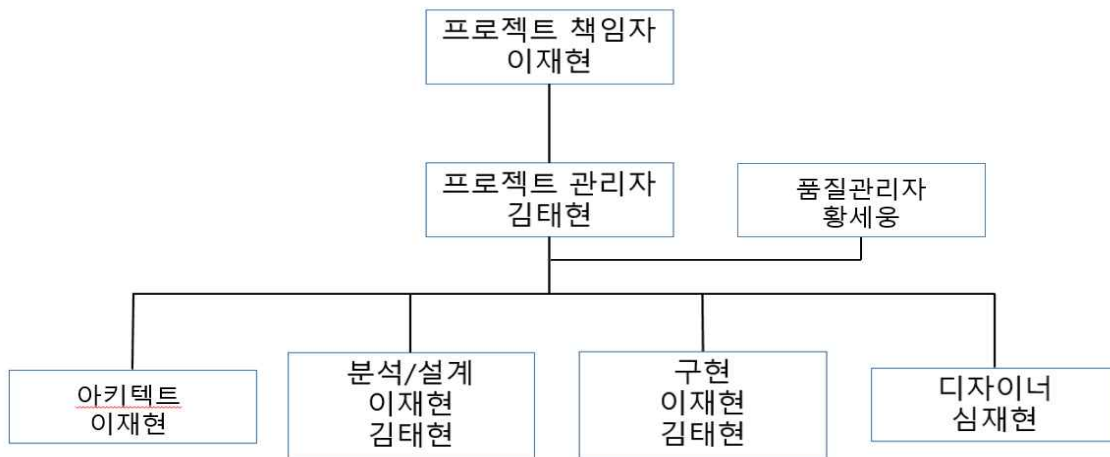 프로젝트 책임자
이재현
프로젝트 관리자
김태현
품질관리자
황세웅
아키텍트
이재현
분석/설계
이재현
김태현
구현
이재현
김태현
디자이너
심재현